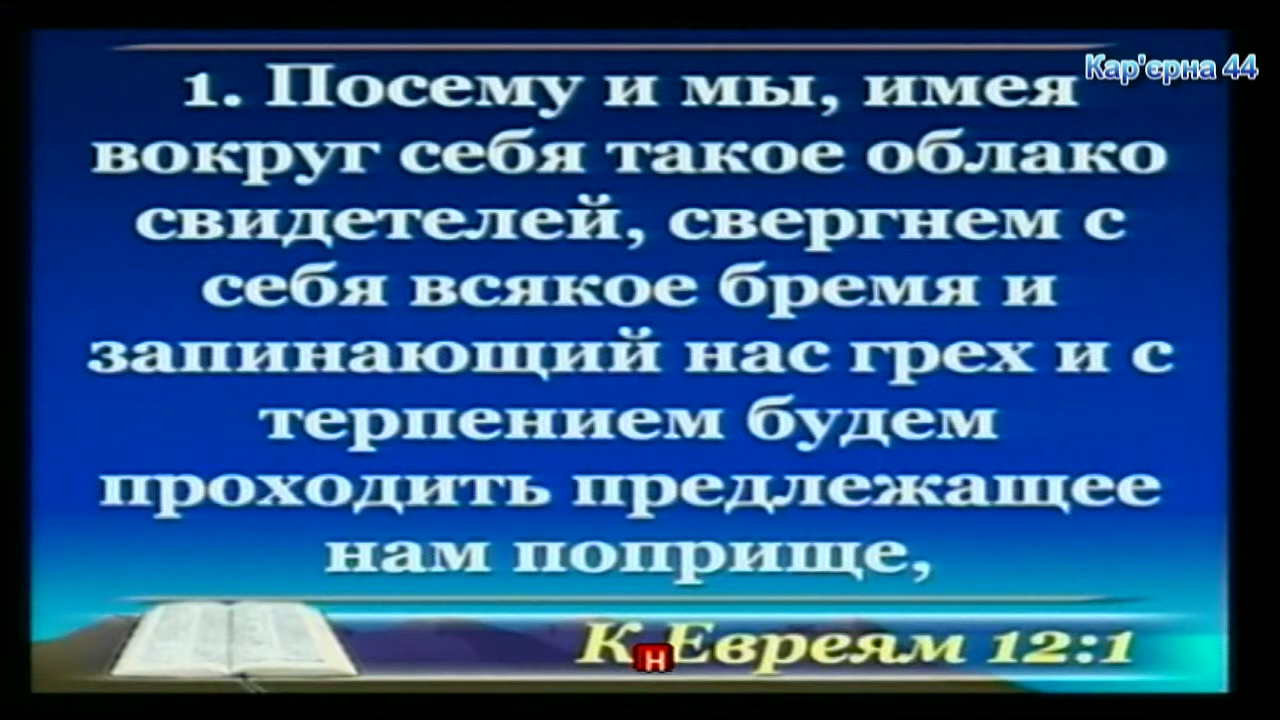 Кар'єрна 44
1. Посему и мы, имея
вокруг себя такое облако
свидетелей, свергнем с
себя всякое бремя и
запинающий нас грех и с
терпением будем
проходить предлежащее
нам поприще,
К Евреям 12:1
Н